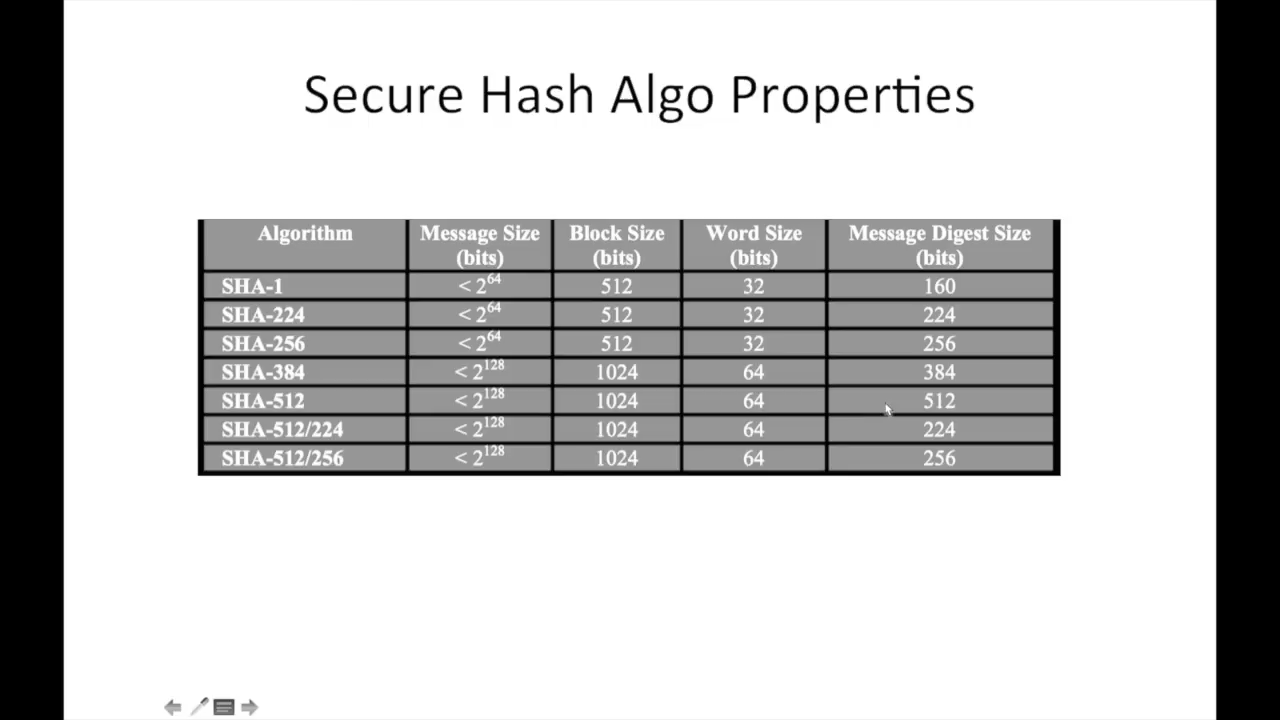 Secure Hash Algo Properties
Algorithm Message Size (bits) Block Size (bits) Word Size (bits) Message Digest Size (bits)
SHA-1 < 2^64 512 32 160
SHA-224 < 2^64 512 32 224
SHA-256 < 2^64 512 32 256
SHA-384 < 2^128 1024 64 384
SHA-512 < 2^128 1024 64 512
SHA-512/224 < 2^128 1024 64 224
SHA-512/256 < 2^128 1024 64 256